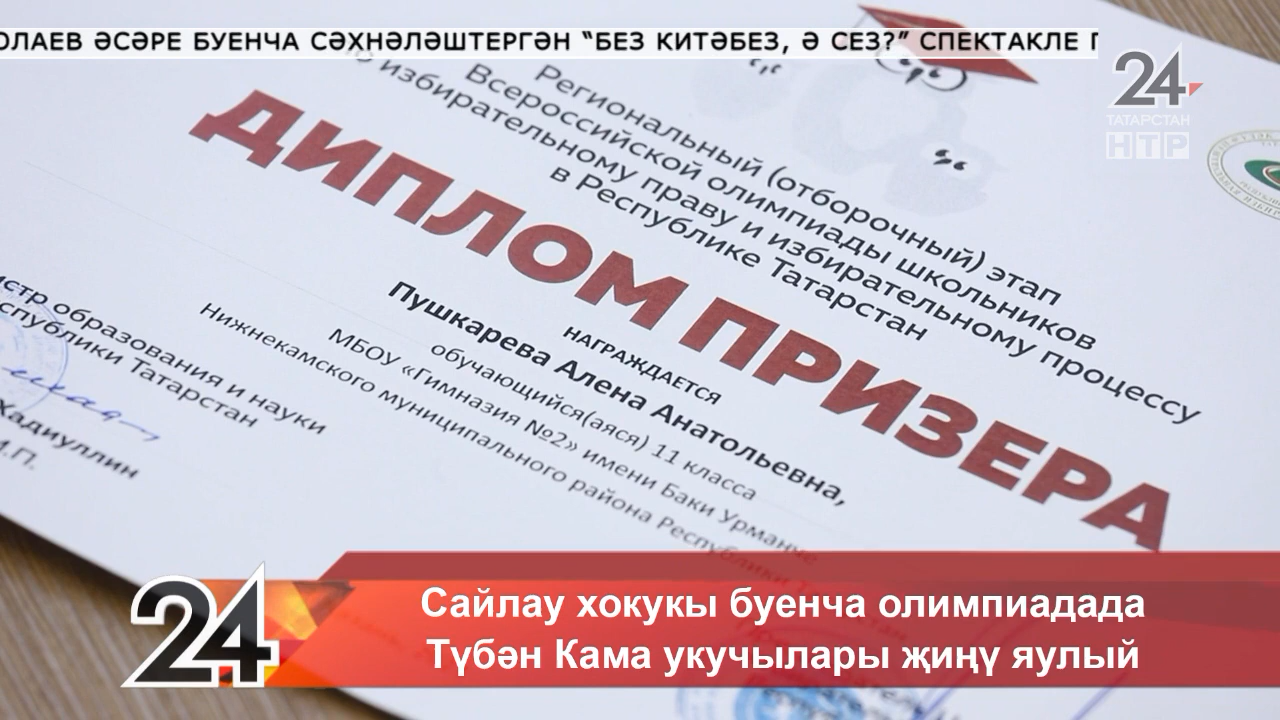 ӘСӘРЕ БУЕНЧА СӘХНӘЛӘШТЕРГӘН “БЕЗ КИТӘБЕЗ, Ә СЕЗ?” СПЕКТАКЛЕ
24
ТАТАРСТАН
НТР
Региональный (отборочный) этап
Всероссийской олимпиады школьников
по избирательному праву и избирательному процессу
в Республике Татарстан
ДИПЛОМ ПРИЗЕРА
НАГРАЖДАЕТСЯ
Пушкарева Алена Анатольевна,
обучающийся(аяся) 11 класса
МБОУ «Гимназия №2» имени Баки Урманче
Нижнекамского муниципального района Республики
образования и науки
Татарстан
Хадиуллин
М.П.
24
Сайлау хокукы буенча олимпиадада
Түбән Кама укучылары җиңү яулый